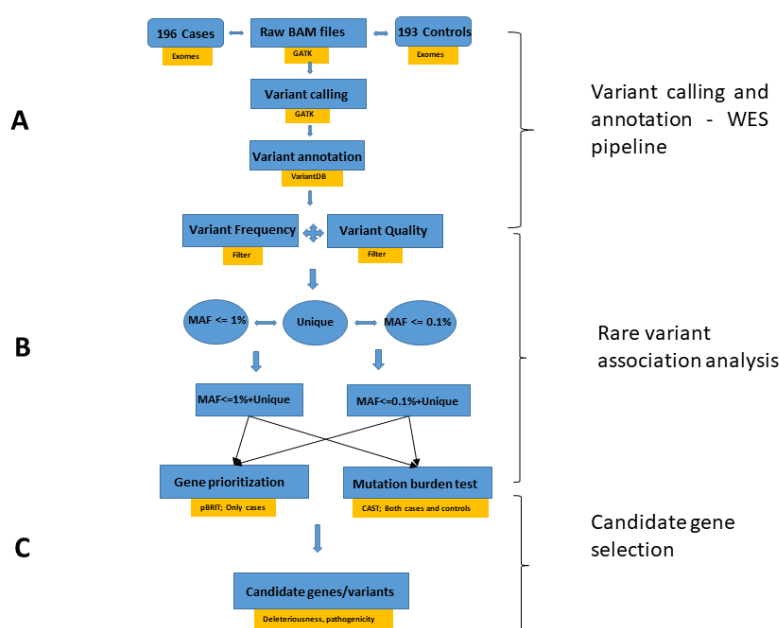 196 Cases
Raw BAM files
193 Controls
Exomes
GATK
Exomes
Variant calling
GATK
A
Variant calling and
annotation - WES
pipeline
Variant annotation
VariantDB
Variant Frequency
Variant Quality
Filter
Filter
MAF <= 1%
Unique
MAF <= 0.1%
B
Rare variant
association analysis
MAF<=1%+Unique
MAF<=0.1%+Unique
Gene prioritization
Mutation burden test
pBRIT; Only cases
CAST; Both cases and controls
C
Candidate gene
selection
Candidate genes/variants
Deleteriousness, pathogenicity